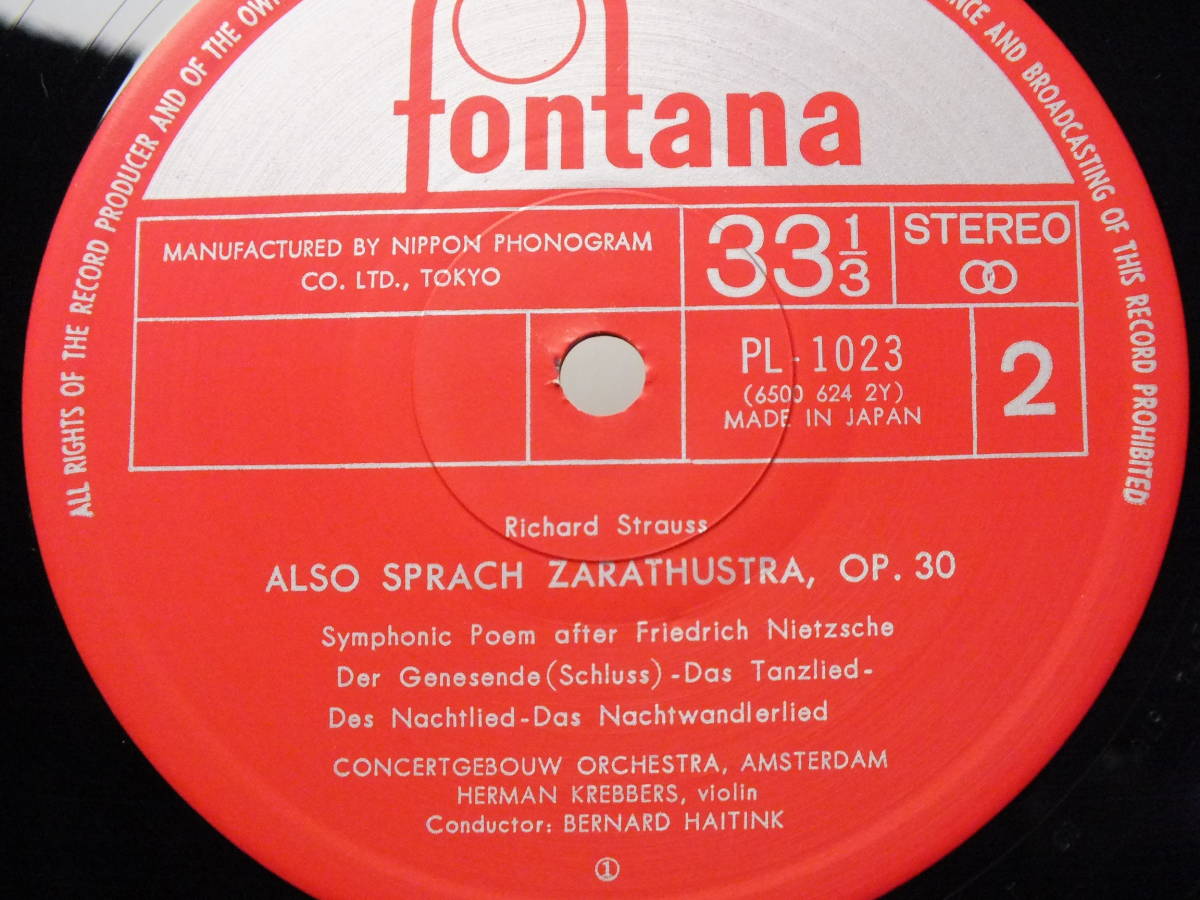 fontana
ALL RIGHTS OF THE RECORD PRODUCER AND OF THE
AND BROADCASTING OF THIS RECORD PROHIBITED
MANUFACTURED BY NIPPON PHONOGRAM
CO. LTD., TOKYO
33 1/3
STEREO
PL-1023
(6500 624 2Y)
MADE IN JAPAN
2
Richard Strauss
ALSO SPRACH ZARATHUSTRA, OP. 30
Symphonic Poem after Friedrich Nietzsche
Der Genesende (Schluss) -Das Tanzlied-
Des Nachtlied-Das Nachtwandlerlied
CONCERTGEBOUW ORCHESTRA, AMSTERDAM
HERMAN KREBBERS, violin
Conductor: BERNARD HAITINK
①